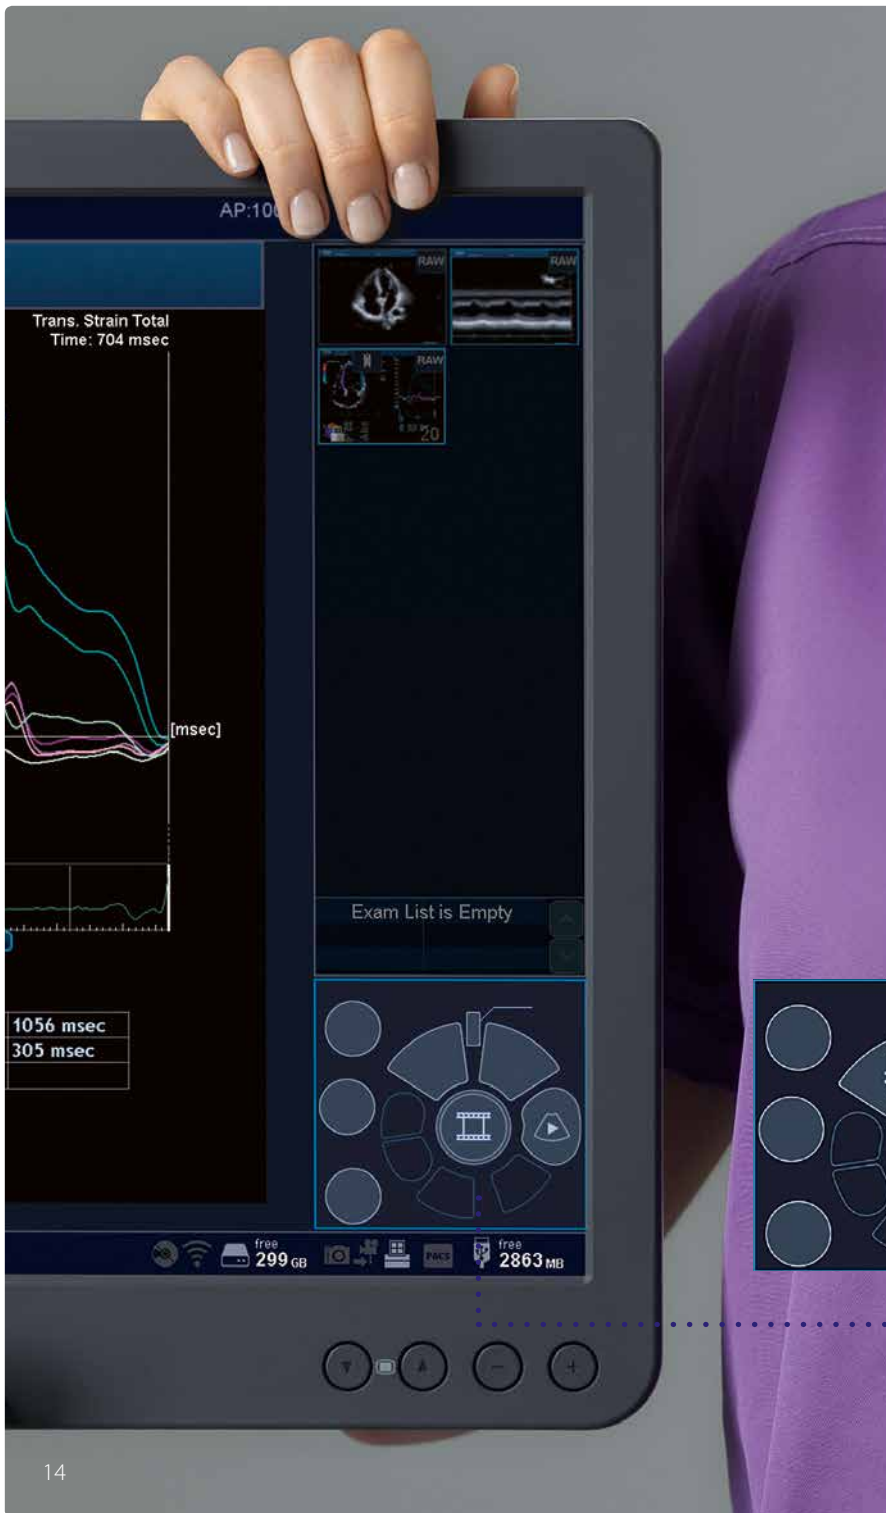 AP:10
RAW
RAW
Trans. Strain Total
Time: 704 msec
RAW
20
[msec]
Exam List is Empty
1056 msec
305 msec
free
299 GB
PACS
free
2863 MB
14